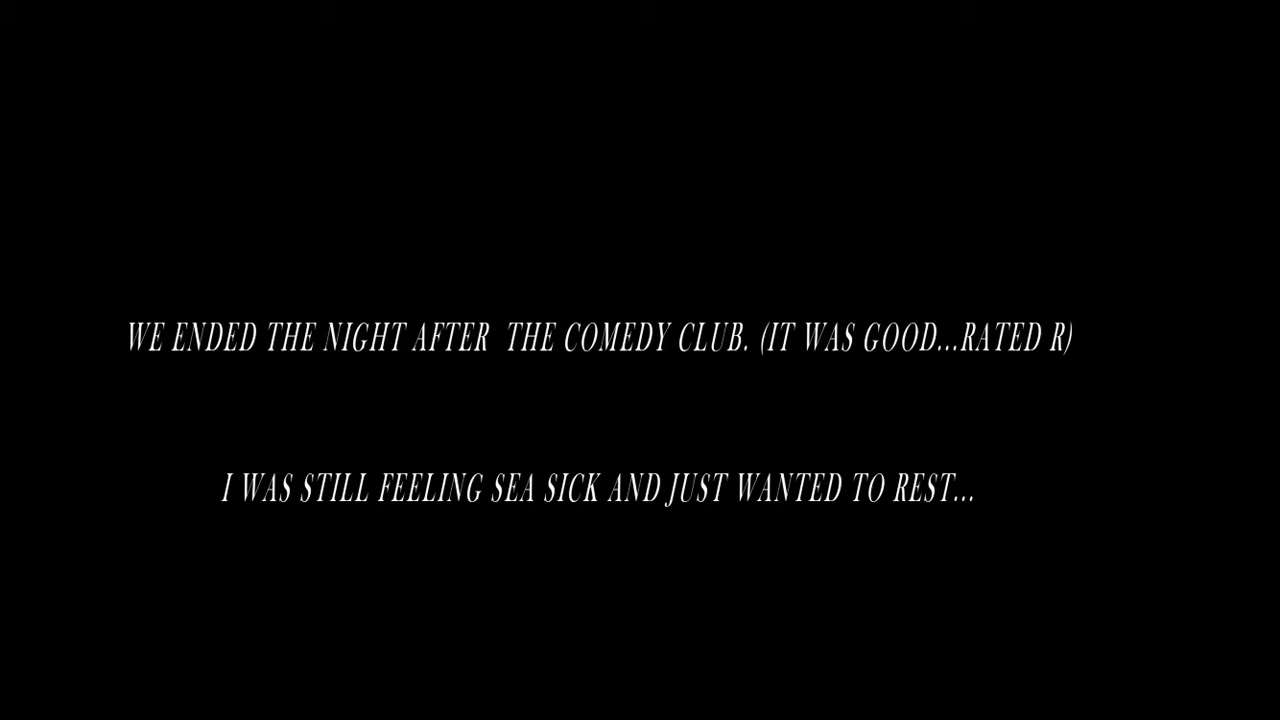 WE ENDED THE NIGHT AFTER  THE COMEDY CLUB. (IT WAS GOOD...RATED R)
I WAS STILL FEELING SEA SICK AND JUST WANTED TO REST...